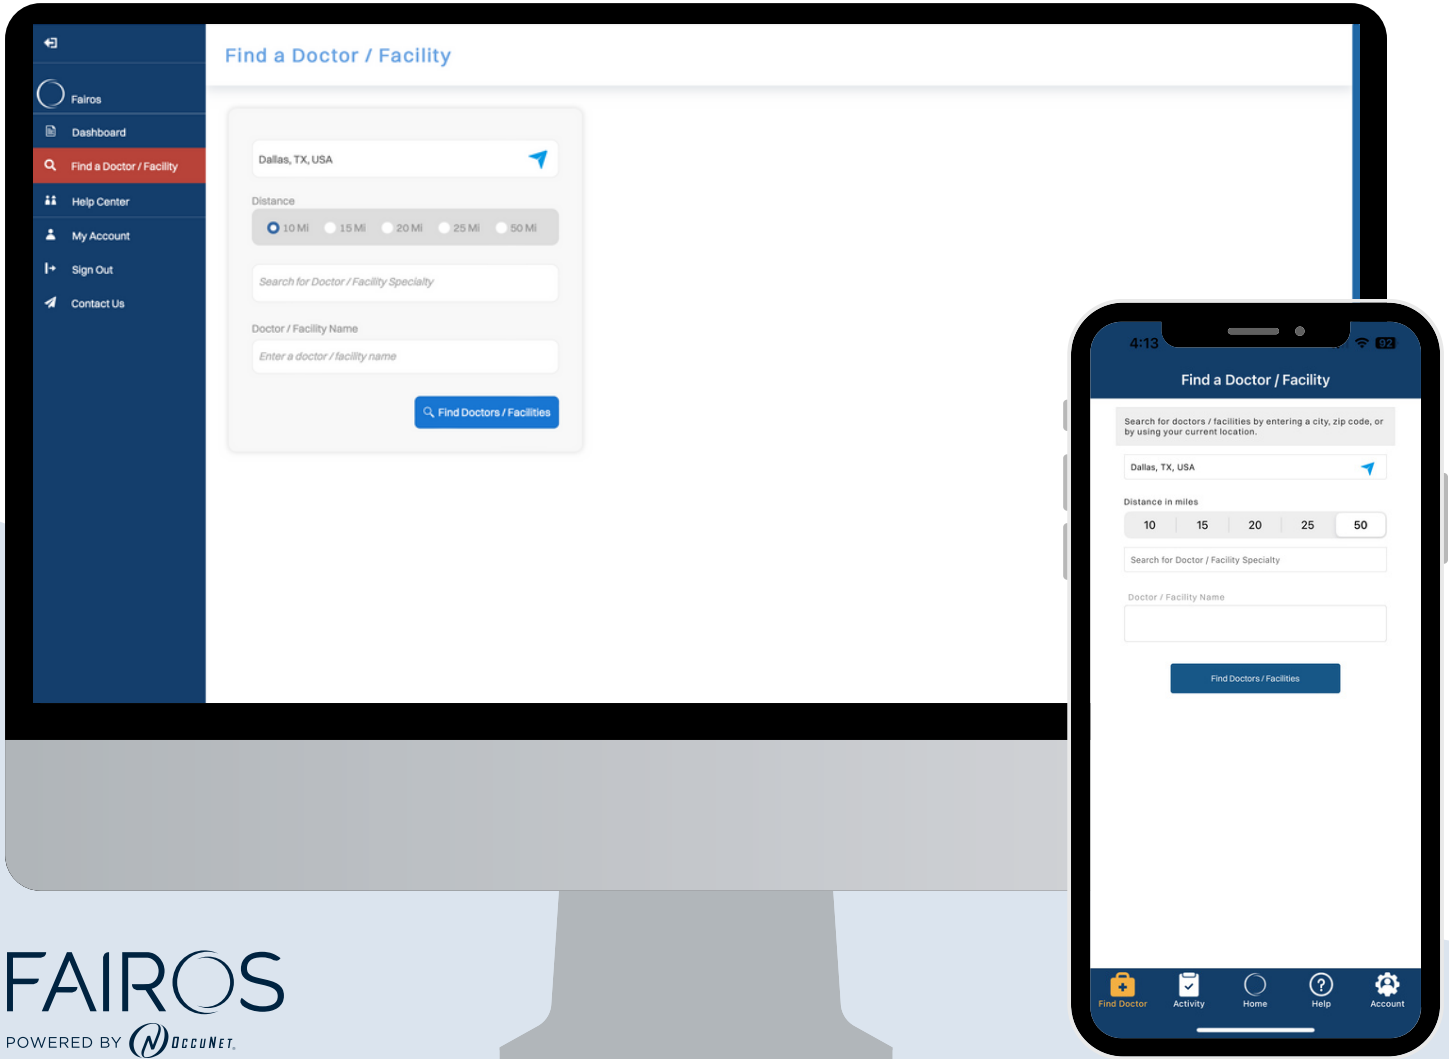 Find a Doctor / Facility
Fairos
Dashboard
Find a Doctor / Facility
Help Center
My Account
Sign Out
Contact Us
Dallas, TX, USA
Distance
10 Mi 15 Mi 20 Mi 25 Mi 50 Mi
Search for Doctor / Facility Specialty
Doctor / Facility Name
Enter a doctor / facility name
Find Doctors / Facilities
4:13 92
Find a Doctor / Facility
Search for doctors / facilities by entering a city, zip code, or
by using your current location.
Dallas, TX, USA
Distance in miles
10 15 20 25 50
Search for Doctor / Facility Specialty
Doctor / Facility Name
Find Doctors / Facilities
Find Doctor Activity Home Help Account
FAIROS
POWERED BY OCCUNET